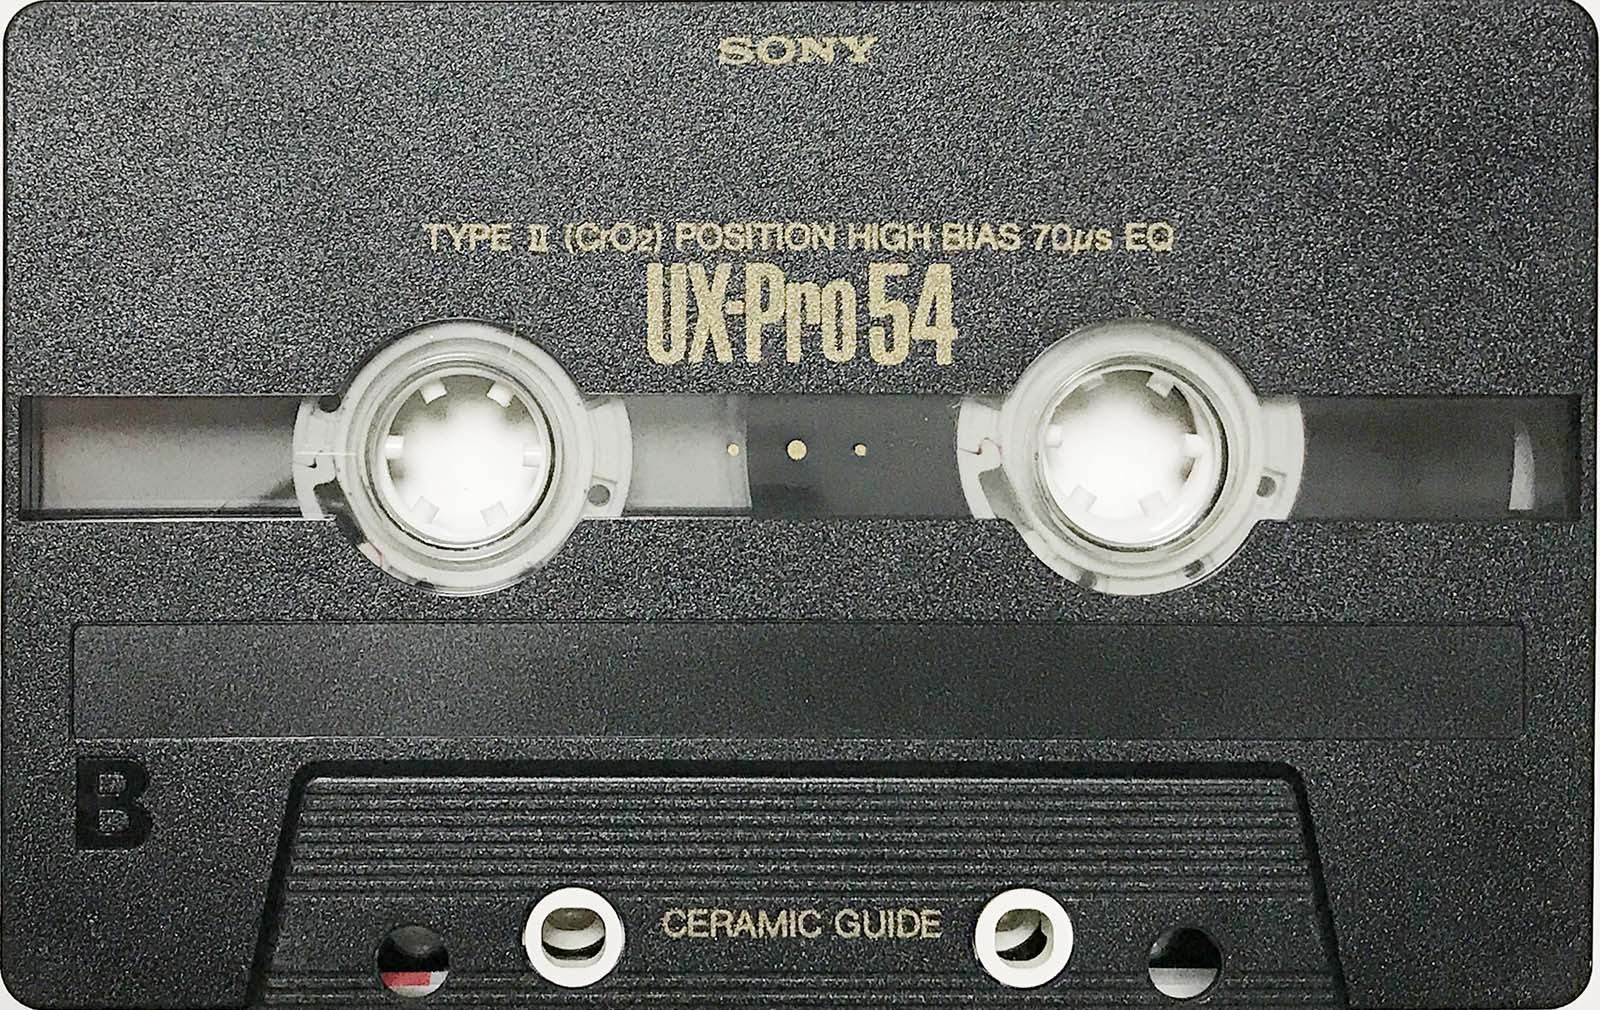 SONY
TYPE II (CrO2) POSITION HIGH BIAS 70μs EQ
UX-Pro 54
B
CERAMIC GUIDE